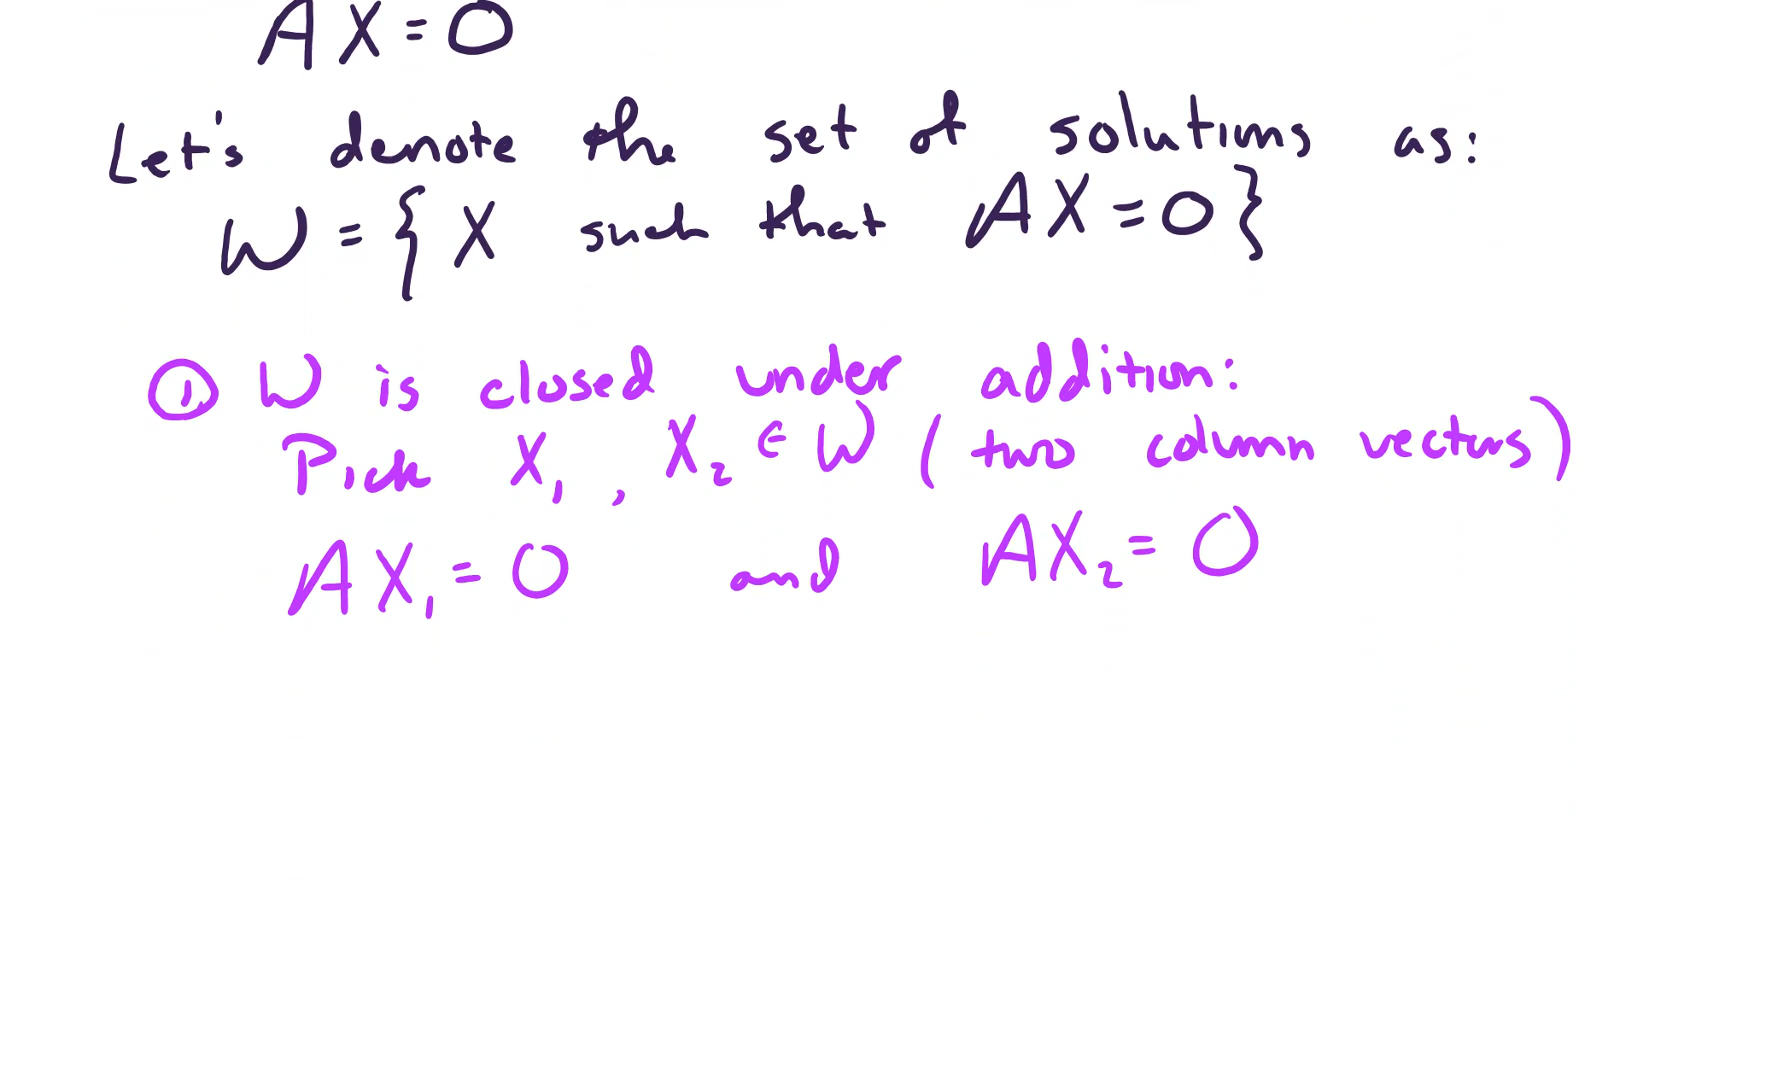 AX = 0
Let's denote the set of solutions as:
W = { X such that AX = 0 }
① W is closed under addition:
Pick X₁, X₂ ∈ W ( two column vectors )
AX₁ = 0 and AX₂ = 0